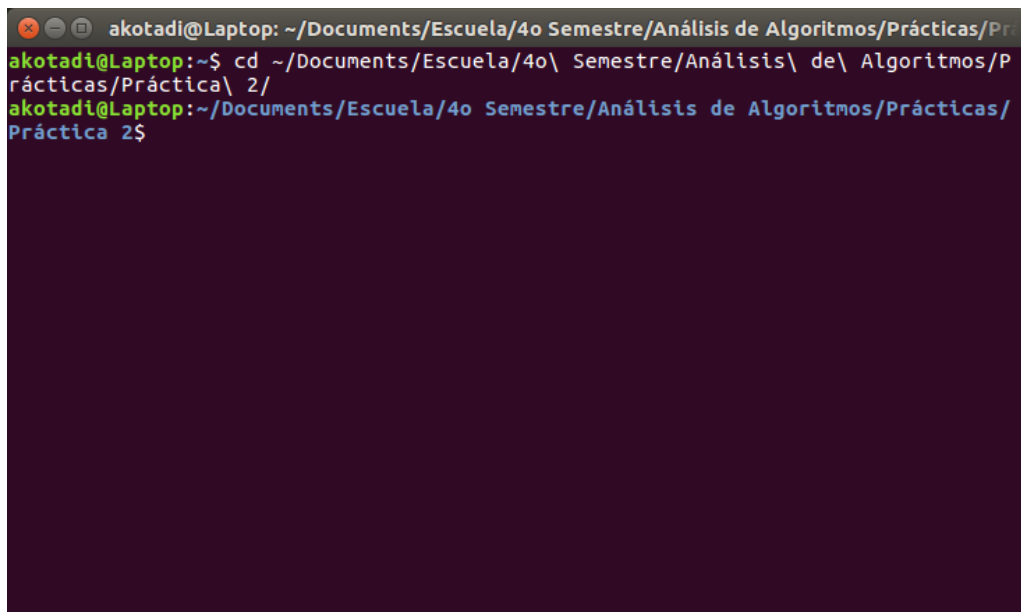 akotadi@Laptop: ~/Documents/Escuela/4o Semestre/Análisis de Algoritmos/Prácticas/Prá
akotadi@Laptop:~$ cd ~/Documents/Escuela/4o\ Semestre/Análisis\ de\ Algoritmos/P
rácticas/Práctica\ 2/
akotadi@Laptop:~/Documents/Escuela/4o Semestre/Análisis de Algoritmos/Prácticas/
Práctica 2$